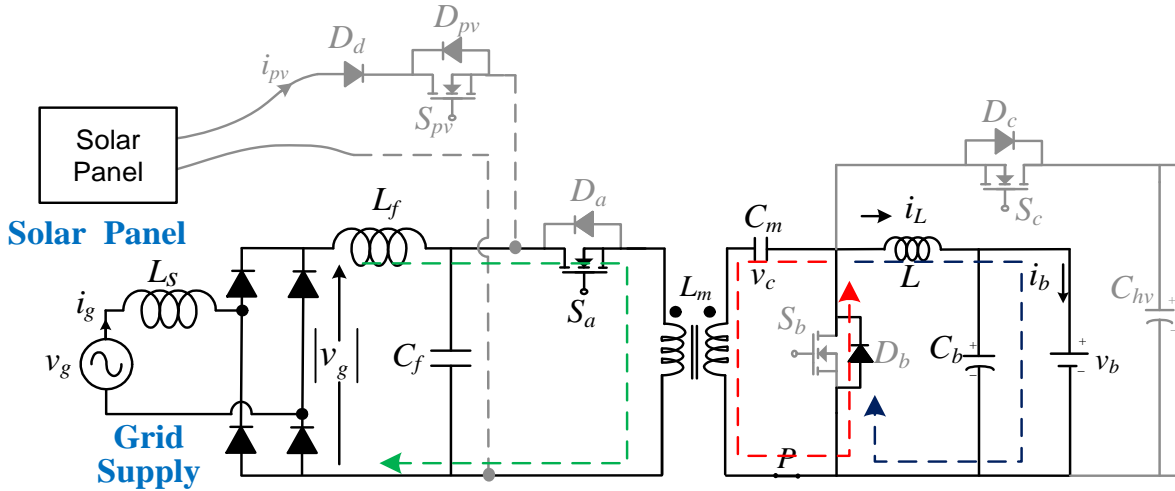 D_pv
D_d
i_pv
S_pv
Solar
Panel
Solar Panel
D_c
S_c
L_f
D_a
S_a
C_m
v_c
i_L
L
L_s
i_g
v_g
|v_g|
C_f
L_m
S_b
D_b
C_b
i_b
v_b
C_hv
+
-
+
-
+
-
P
Grid
Supply